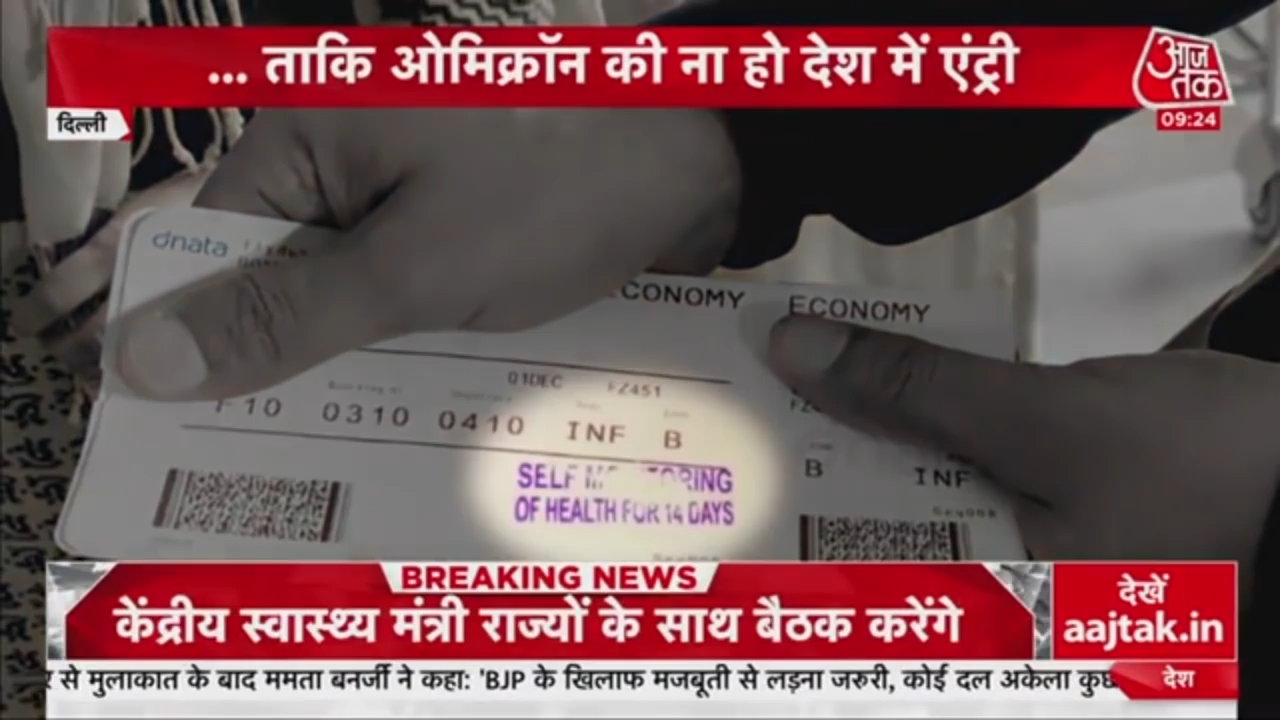 ... ताकि ओमिक्रॉन की ना हो देश में एंट्री
आज तक
09:24
दिल्ली
dnata
ECONOMY ECONOMY
01DEC FZ451
F10 0310 0410 INF B
B INF
SELF MONITORING
OF HEALTH FOR 14 DAYS
BREAKING NEWS
केंद्रीय स्वास्थ्य मंत्री राज्यों के साथ बैठक करेंगे
देखें
aajtak.in
से मुलाकात के बाद ममता बनर्जी ने कहा: 'BJP के खिलाफ मजबूती से लड़ना जरुरी, कोई दल अकेला
देश